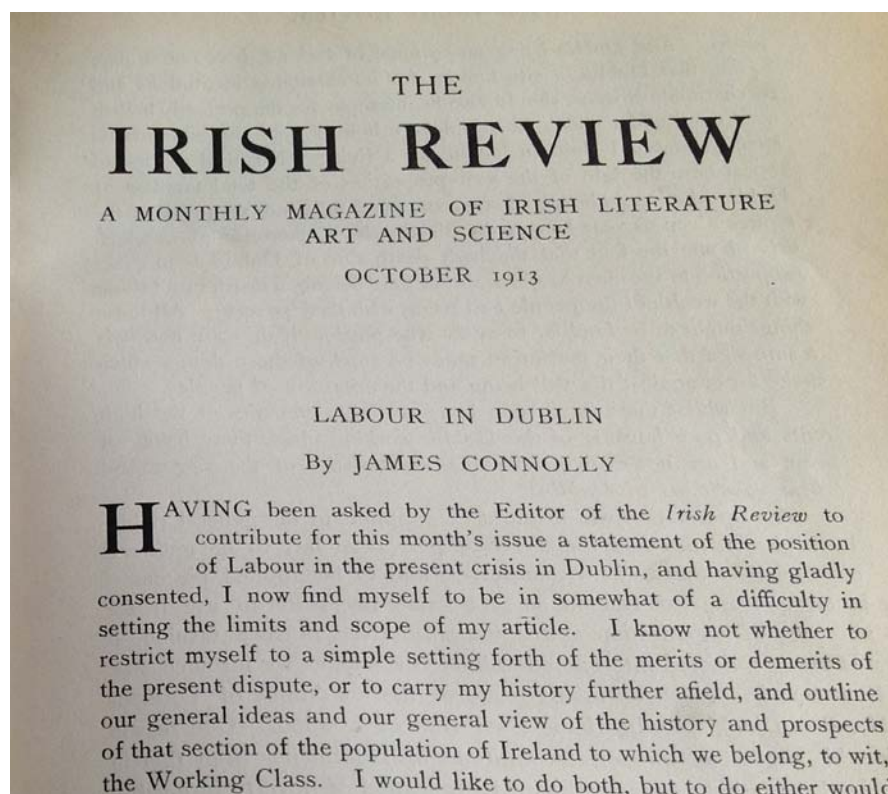 THE
IRISH REVIEW
A MONTHLY MAGAZINE OF IRISH LITERATURE
ART AND SCIENCE
OCTOBER 1913
LABOUR IN DUBLIN
By JAMES CONNOLLY
HAVING been asked by the Editor of the Irish Review to
contribute for this month's issue a statement of the position
of Labour in the present crisis in Dublin, and having gladly
consented, I now find myself to be in somewhat of a difficulty in
setting the limits and scope of my article. I know not whether to
restrict myself to a simple setting forth of the merits or demerits of
the present dispute, or to carry my history further afield, and outline
our general ideas and our general view of the history and prospects
of that section of the population of Ireland to which we belong, to wit,
the Working Class. I would like to do both, but to do either would